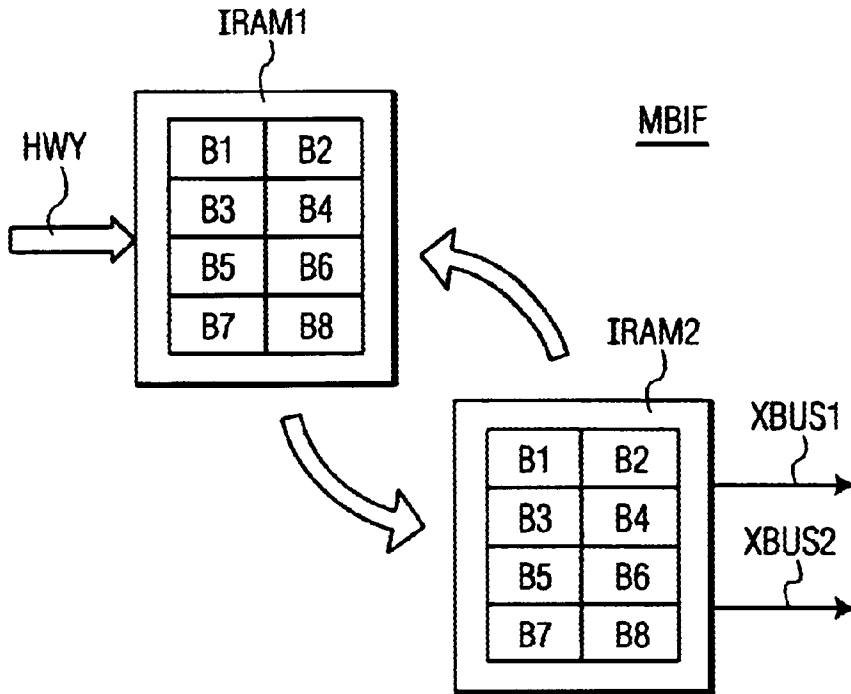 IRAM1
MBIF
HWY
B1 B2
B3 B4
B5 B6
B7 B8
IRAM2
XBUS1
B1 B2
B3 B4
XBUS2
B5 B6
B7 B8